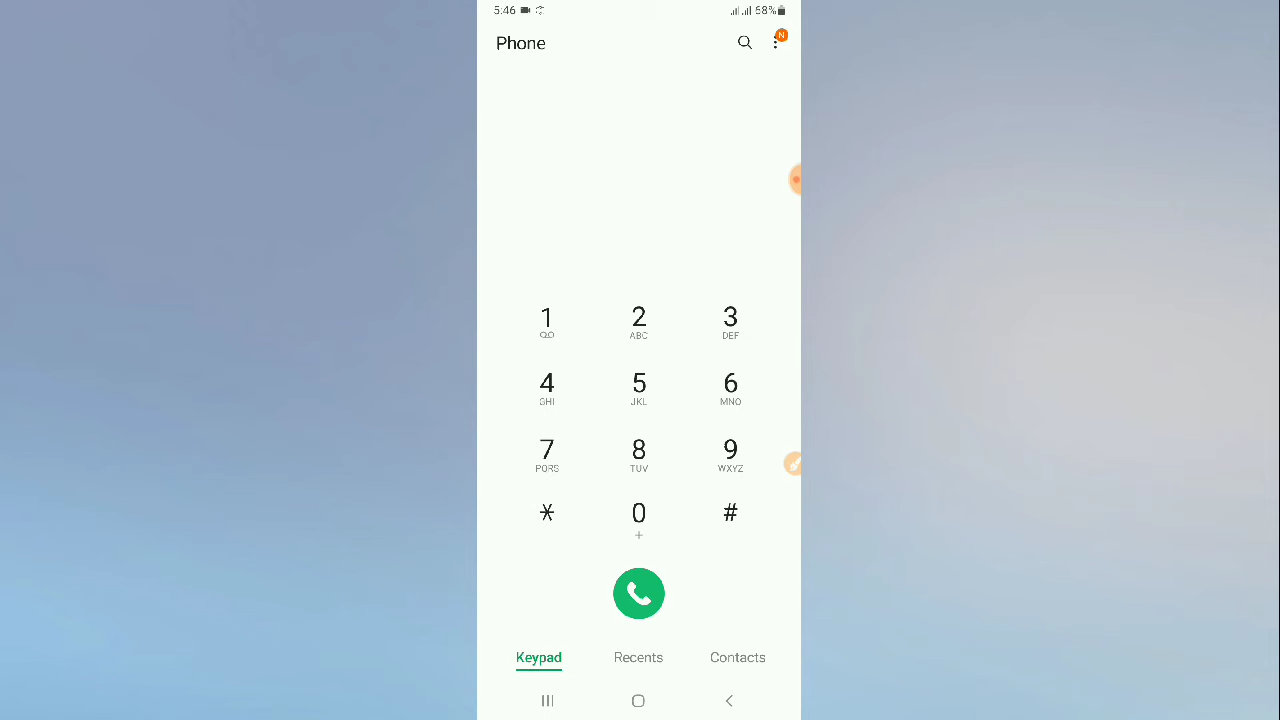 5:46 68%
Phone
N
1 2 3
ABC DEF
4 5 6
GHI JKL MNO
7 8 9
PQRS TUV WXYZ
* 0 #
+
Keypad Recents Contacts